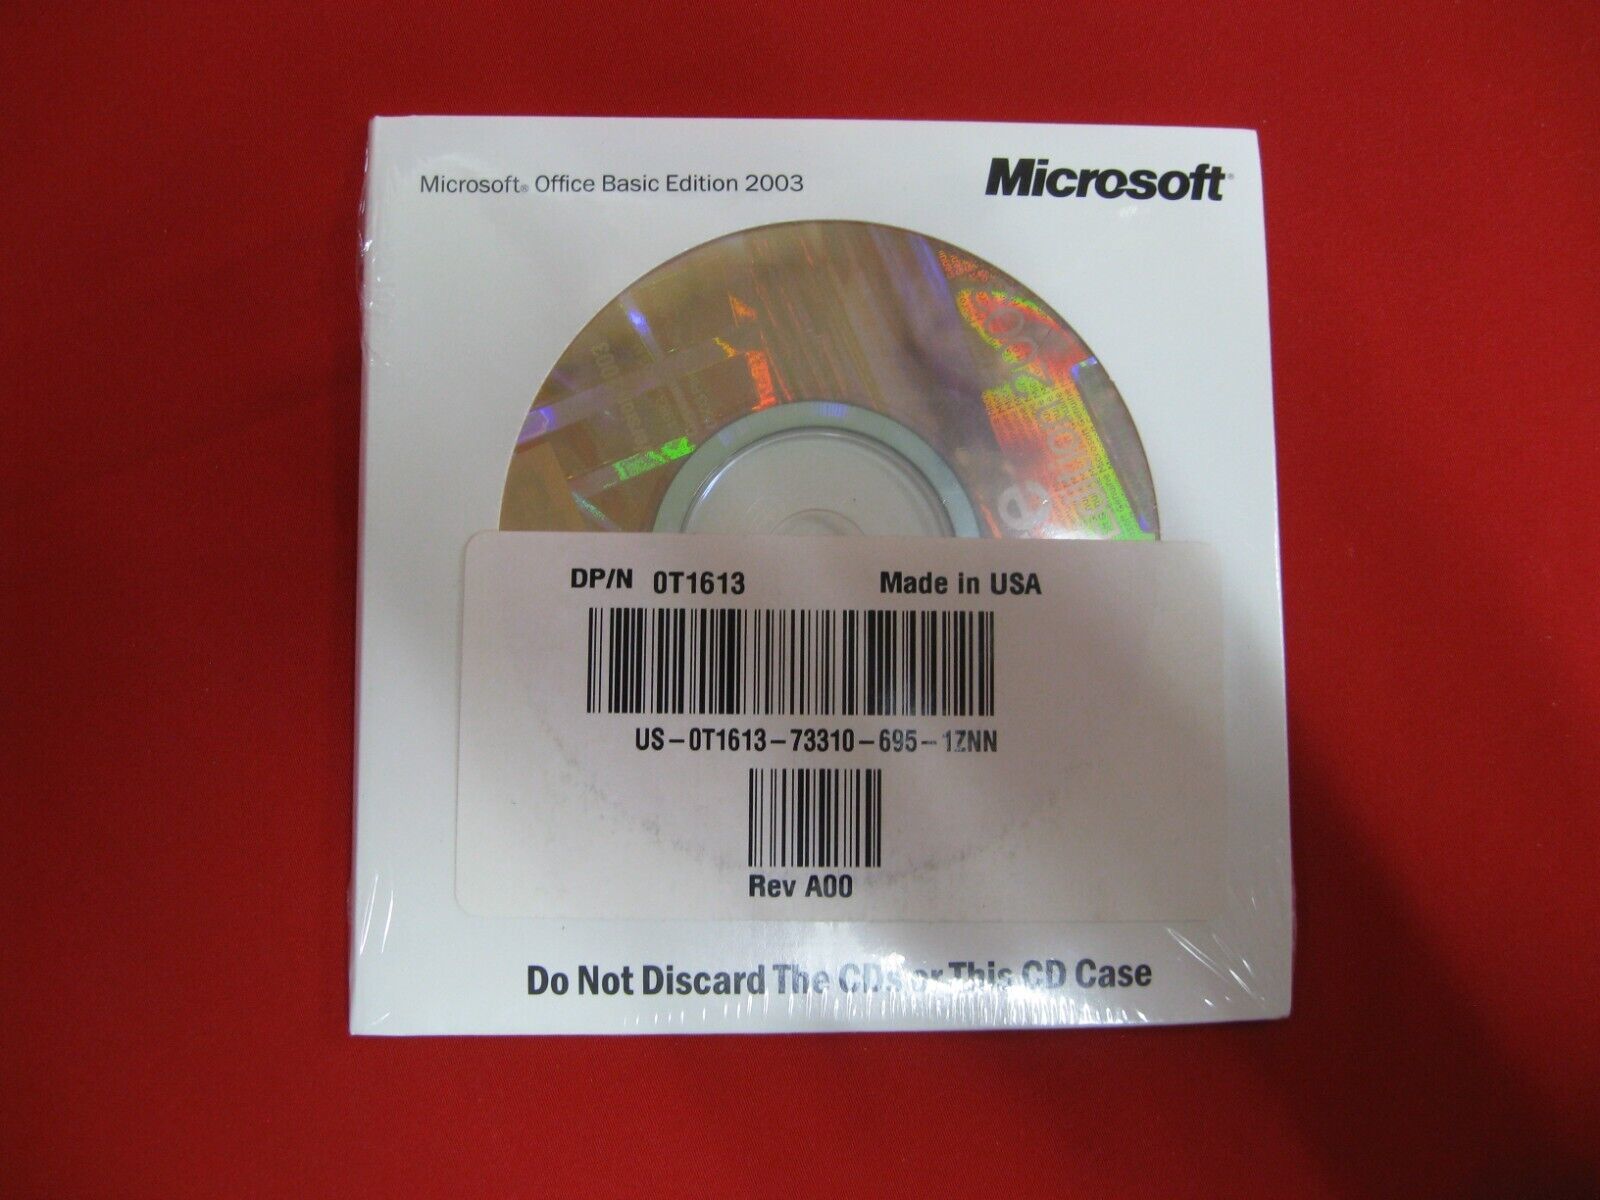 Microsoft® Office Basic Edition 2003
Microsoft®
DP/N 0T1613 Made in USA
US-0T1613-73310-695-1ZNN
Rev A00
Do Not Discard The CDs or This CD Case